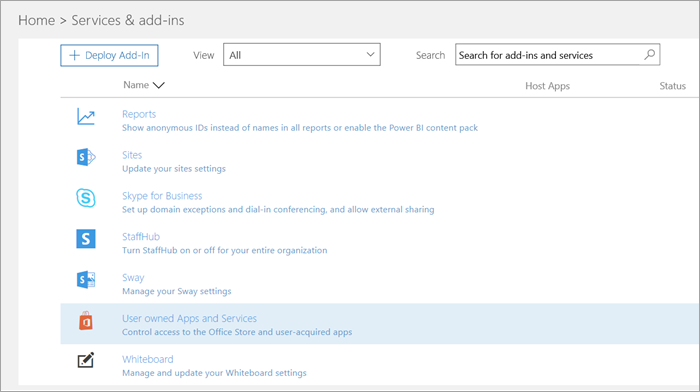 Home > Services & add-ins
+ Deploy Add-In View All Search Search for add-ins and services
Name Host Apps Status
Reports
Show anonymous IDs instead of names in all reports or enable the Power BI content pack
Sites
Update your sites settings
Skype for Business
Set up domain exceptions and dial-in conferencing, and allow external sharing
StaffHub
Turn StaffHub on or off for your entire organization
Sway
Manage your Sway settings
User owned Apps and Services
Control access to the Office Store and user-acquired apps
Whiteboard
Manage and update your Whiteboard settings